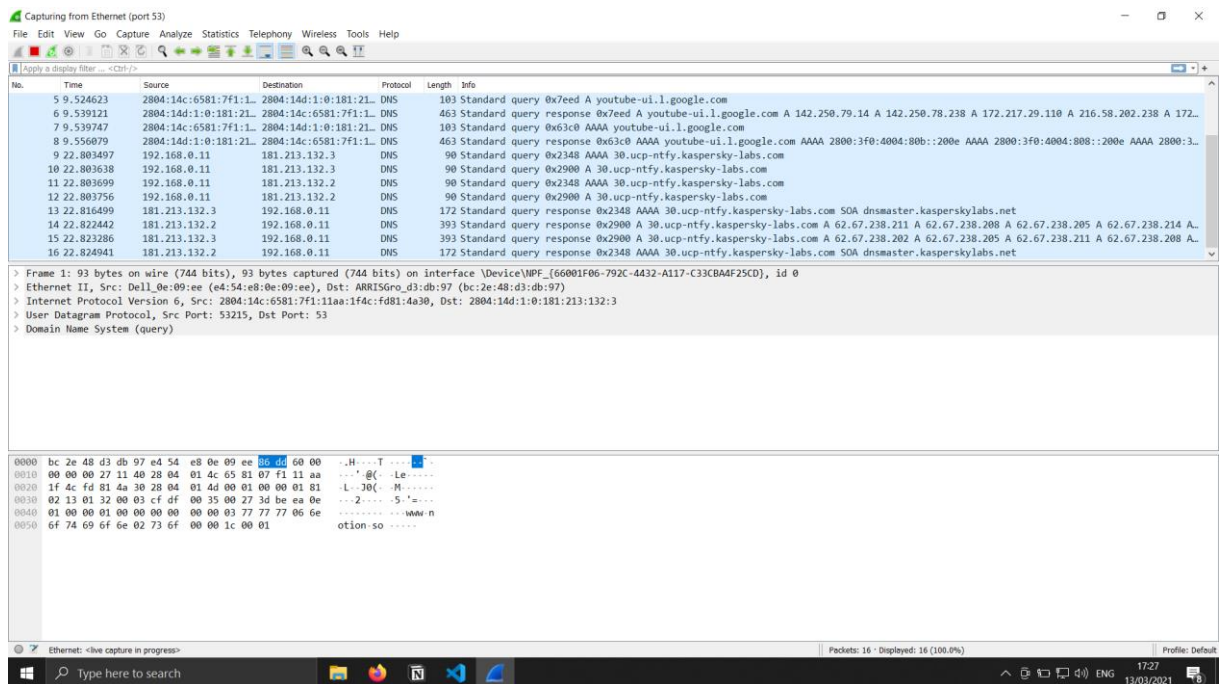 Capturing from Ethernet (port 53)
File Edit View Go Capture Analyze Statistics Telephony Wireless Tools Help
Apply a display filter ... <Ctrl-/>
No. Time Source Destination Protocol Length Info
5 9.524623 2804:14c:6581:7f1:1… 2804:14d:1:0:181:21… DNS 103 Standard query 0x7eed A youtube-ui.l.google.com
6 9.539121 2804:14d:1:0:181:21… 2804:14c:6581:7f1:1… DNS 463 Standard query response 0x7eed A youtube-ui.l.google.com A 142.250.79.14 A 142.250.78.238 A 172.217.29.110 A 216.58.202.238 A 172…
7 9.539747 2804:14c:6581:7f1:1… 2804:14d:1:0:181:21… DNS 103 Standard query 0x63c0 AAAA youtube-ui.l.google.com
8 9.556079 2804:14d:1:0:181:21… 2804:14c:6581:7f1:1… DNS 463 Standard query response 0x63c0 AAAA youtube-ui.l.google.com AAAA 2800:3f0:4004:80b::200e AAAA 2800:3f0:4004:808::200e AAAA 2800:3…
9 22.803497 192.168.0.11 181.213.132.3 DNS 90 Standard query 0x2348 AAAA 30.ucp-ntfy.kaspersky-labs.com
10 22.803638 192.168.0.11 181.213.132.3 DNS 90 Standard query 0x2900 A 30.ucp-ntfy.kaspersky-labs.com
11 22.803699 192.168.0.11 181.213.132.2 DNS 90 Standard query 0x2348 AAAA 30.ucp-ntfy.kaspersky-labs.com
12 22.803756 192.168.0.11 181.213.132.2 DNS 90 Standard query 0x2900 A 30.ucp-ntfy.kaspersky-labs.com
13 22.816499 181.213.132.3 192.168.0.11 DNS 172 Standard query response 0x2348 AAAA 30.ucp-ntfy.kaspersky-labs.com SOA dnsmaster.kasperskylabs.net
14 22.822442 181.213.132.2 192.168.0.11 DNS 393 Standard query response 0x2900 A 30.ucp-ntfy.kaspersky-labs.com A 62.67.238.211 A 62.67.238.208 A 62.67.238.205 A 62.67.238.214 A…
15 22.823286 181.213.132.3 192.168.0.11 DNS 393 Standard query response 0x2900 A 30.ucp-ntfy.kaspersky-labs.com A 62.67.238.202 A 62.67.238.205 A 62.67.238.211 A 62.67.238.208 A…
16 22.824941 181.213.132.2 192.168.0.11 DNS 172 Standard query response 0x2348 AAAA 30.ucp-ntfy.kaspersky-labs.com SOA dnsmaster.kasperskylabs.net
> Frame 1: 93 bytes on wire (744 bits), 93 bytes captured (744 bits) on interface \Device\NPF_{66001F06-792C-4432-A117-C33CBA4F25CD}, id 0
> Ethernet II, Src: Dell_0e:09:ee (e4:54:e8:0e:09:ee), Dst: ARRISGro_d3:db:97 (bc:2e:48:d3:db:97)
> Internet Protocol Version 6, Src: 2804:14c:6581:7f1:11aa:1f4c:fd81:4a30, Dst: 2804:14d:1:0:181:213:132:3
> User Datagram Protocol, Src Port: 53215, Dst Port: 53
> Domain Name System (query)
0000 bc 2e 48 d3 db 97 e4 54 e8 0e 09 ee 86 dd 60 00 ·.H····T ······`·
0010 00 00 00 27 11 40 28 04 01 4c 65 81 07 f1 11 aa ···'·@(· ·Le·····
0020 1f 4c fd 81 4a 30 28 04 01 4d 00 01 00 00 01 81 ·L··J0(· ·M······
0030 02 13 01 32 00 03 cf df 00 35 00 27 3d be ea 0e ···2···· ·5·'=···
0040 01 00 00 01 00 00 00 00 00 00 03 77 77 77 06 6e ········ ···www·n
0050 6f 74 69 6f 6e 02 73 6f 00 00 1c 00 01 otion·so ·····
Ethernet: <live capture in progress> Packets: 16 · Displayed: 16 (100.0%) Profile: Default
Type here to search ENG 17:27
13/03/2021